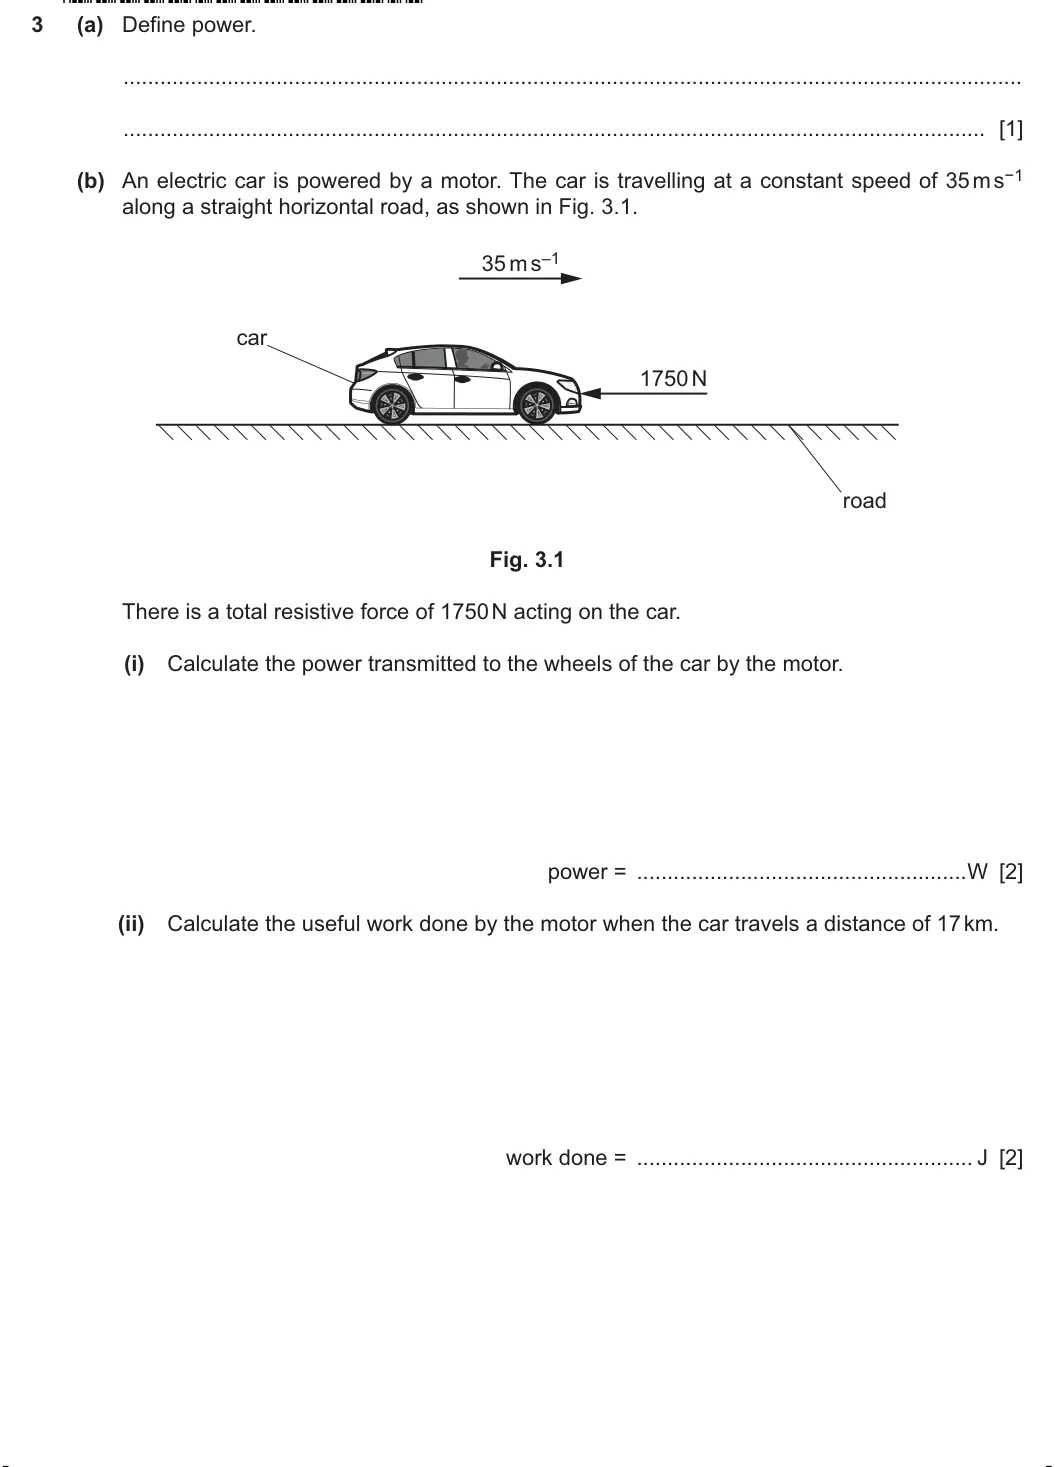 3 (a) Define power.
.................................................................................................................................................
........................................................................................................................................... [1]
(b) An electric car is powered by a motor. The car is travelling at a constant speed of 35 m s⁻¹
along a straight horizontal road, as shown in Fig. 3.1.
35 m s⁻¹
car
1750 N
road
Fig. 3.1
There is a total resistive force of 1750 N acting on the car.
(i) Calculate the power transmitted to the wheels of the car by the motor.
power = ...................................................... W [2]
(ii) Calculate the useful work done by the motor when the car travels a distance of 17 km.
work done = ....................................................... J [2]